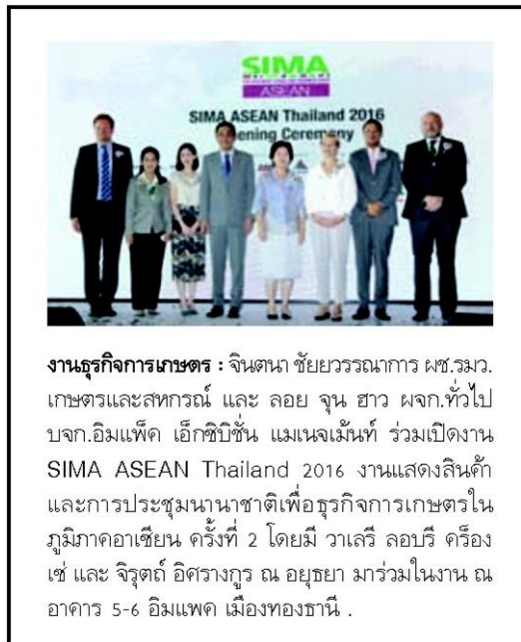 SIMA
ASEAN
SIMA ASEAN Thailand 2016
ening Ceremony
งานธุรกิจการเกษตร : จินตนา ชัยยวรรณาการ ผช.รมว.
เกษตรและสหกรณ์ และ ลอย จุน ฮาว ผจก.ทั่วไป
บจก.อิมแพ็ค เอ็กซิบิชั่น แมเนจเม้นท์ ร่วมเปิดงาน
SIMA ASEAN Thailand 2016 งานแสดงสินค้า
และการประชุมนานาชาติเพื่อธุรกิจการเกษตรใน
ภูมิภาคอาเซียน ครั้งที่ 2 โดยมี วาเลรี ลอบรี คร็อง
เซ่ และ จิรุตถ์ อิศรางกูร ณ อยุธยา มาร่วมในงาน ณ
อาคาร 5-6 อิมแพค เมืองทองธานี .